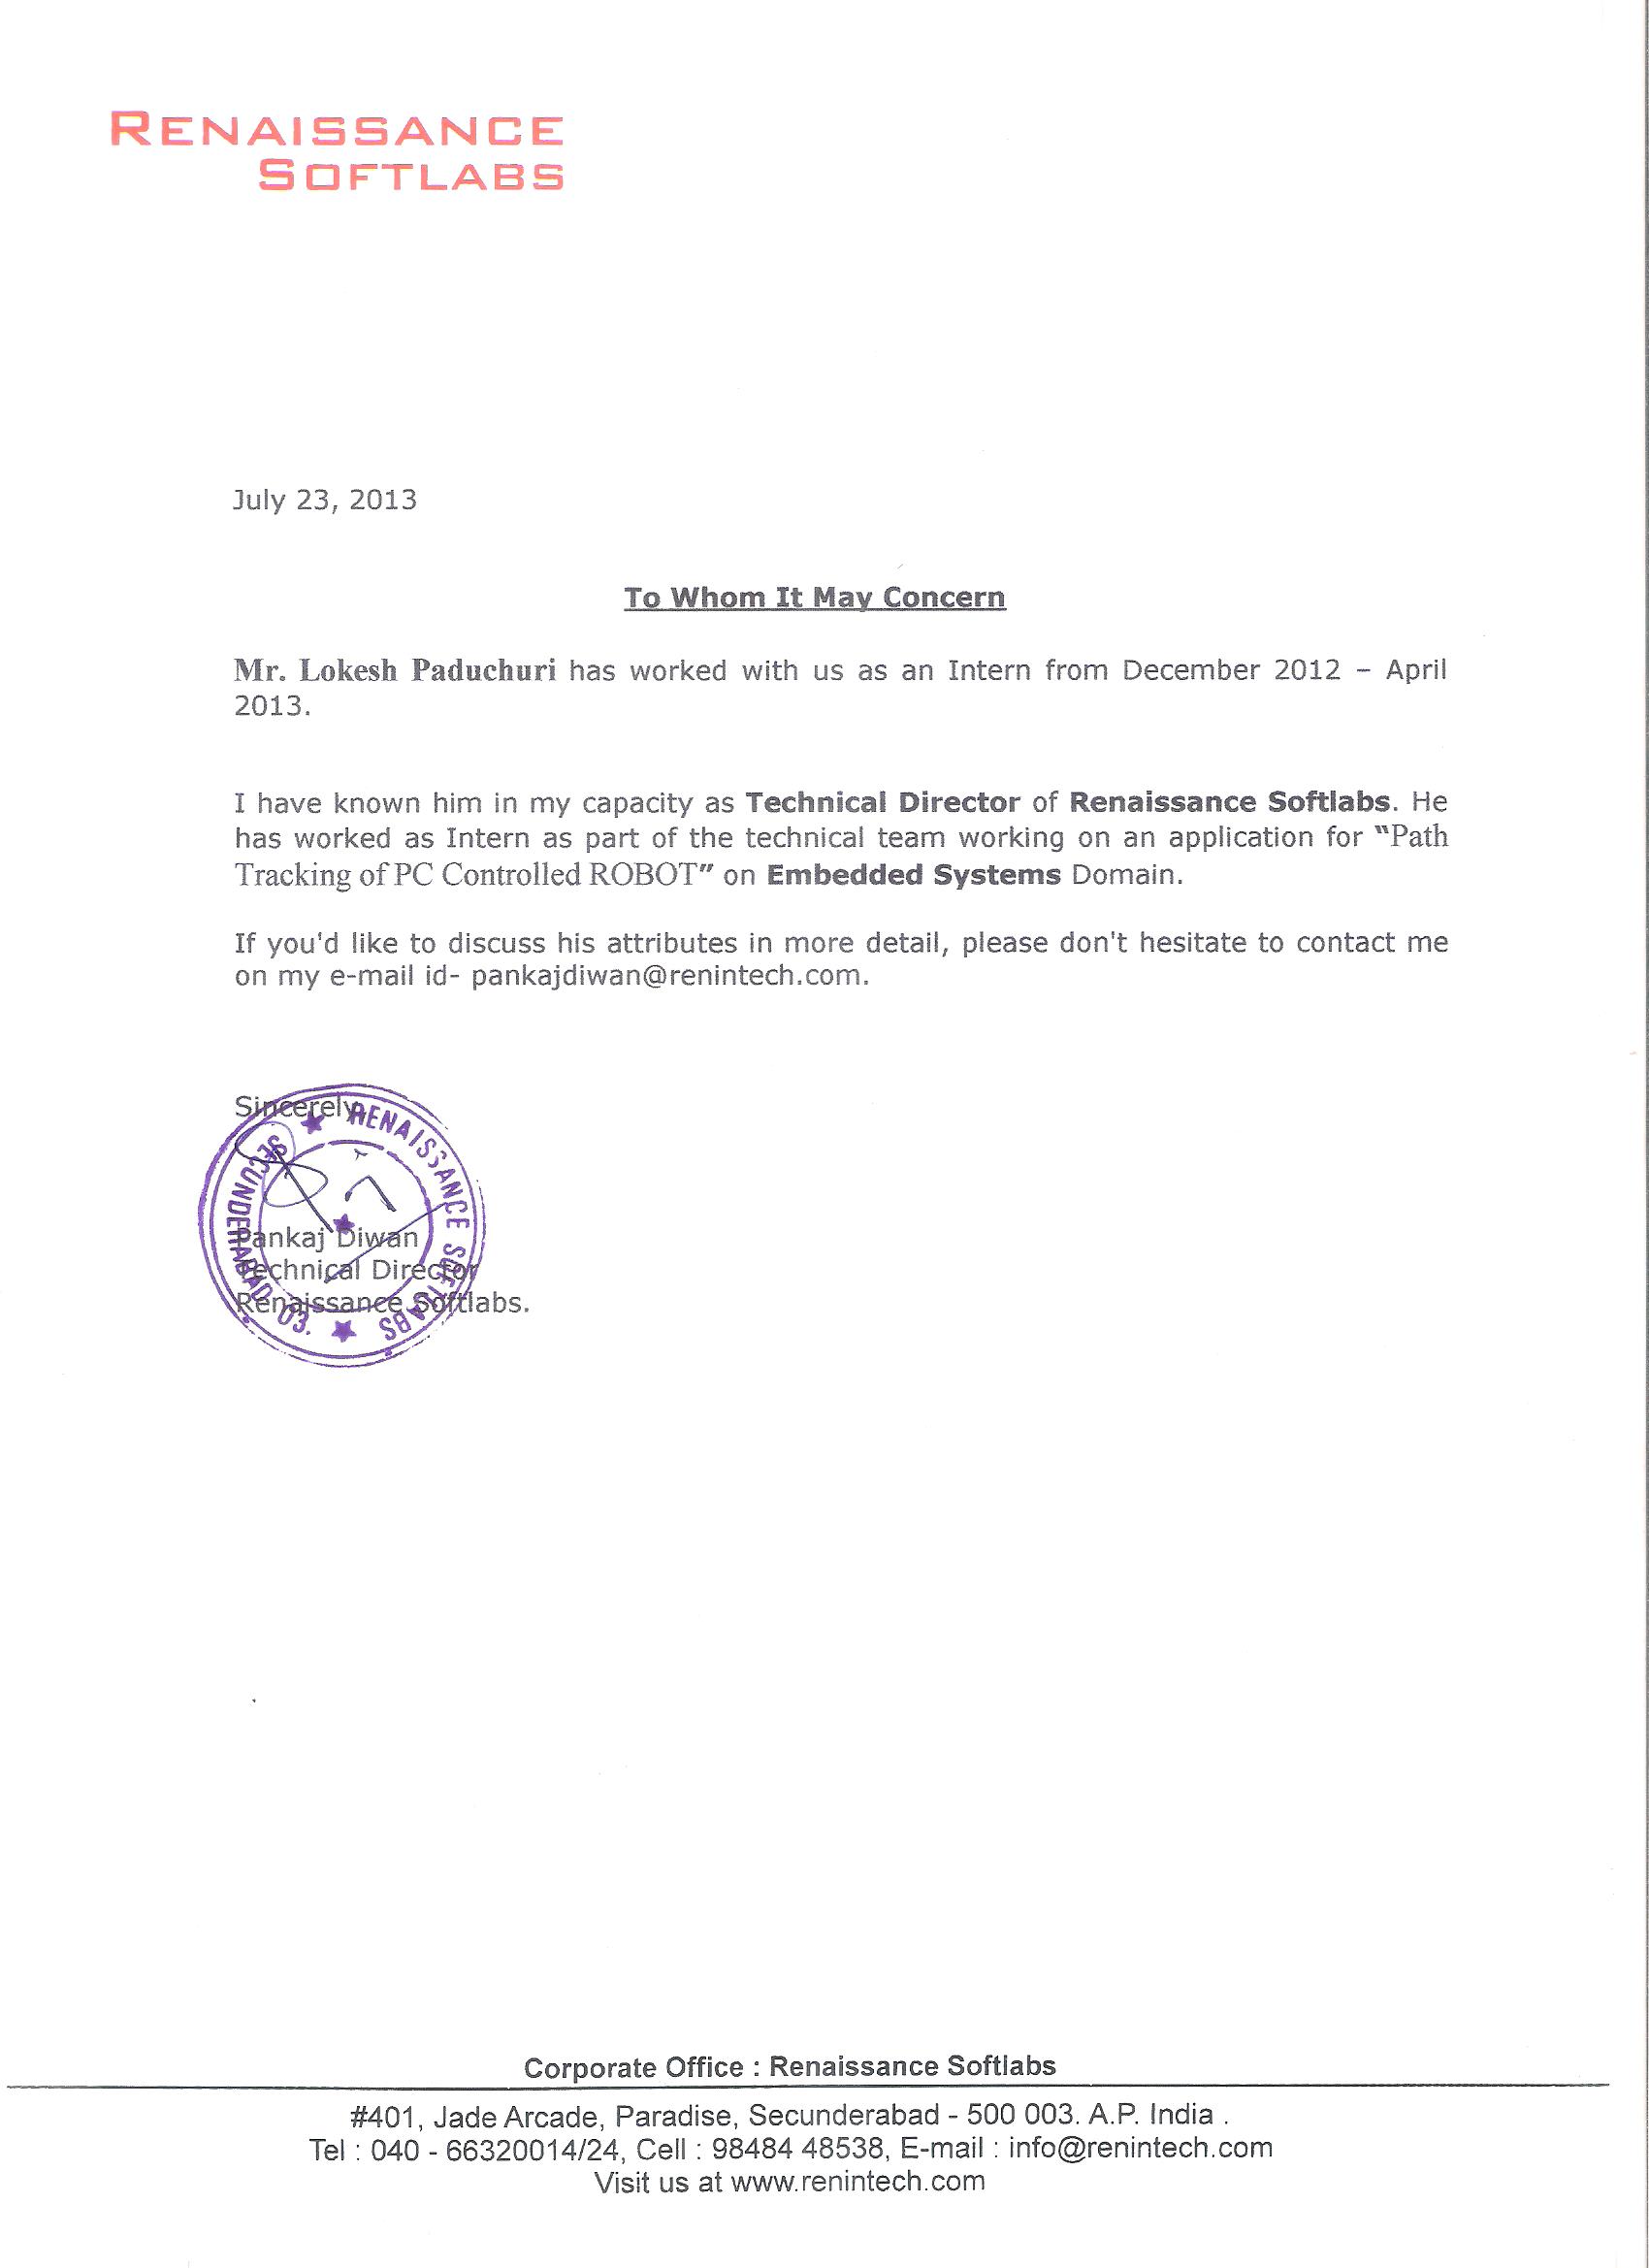 RENAISSANCE
SOFTLABS
July 23, 2013
To Whom It May Concern
Mr. Lokesh Paduchuri has worked with us as an Intern from December 2012 – April
2013.
I have known him in my capacity as Technical Director of Renaissance Softlabs. He
has worked as Intern as part of the technical team working on an application for “Path
Tracking of PC Controlled ROBOT” on Embedded Systems Domain.
If you'd like to discuss his attributes in more detail, please don't hesitate to contact me
on my e-mail id- pankajdiwan@renintech.com.
Sincerely,
RENAISSANCE SOFTLABS
SECUNDERABAD 03.
Pankaj Diwan
Technical Director
Renaissance Softlabs.
Corporate Office : Renaissance Softlabs
#401, Jade Arcade, Paradise, Secunderabad - 500 003. A.P. India .
Tel : 040 - 66320014/24, Cell : 98484 48538, E-mail : info@renintech.com
Visit us at www.renintech.com